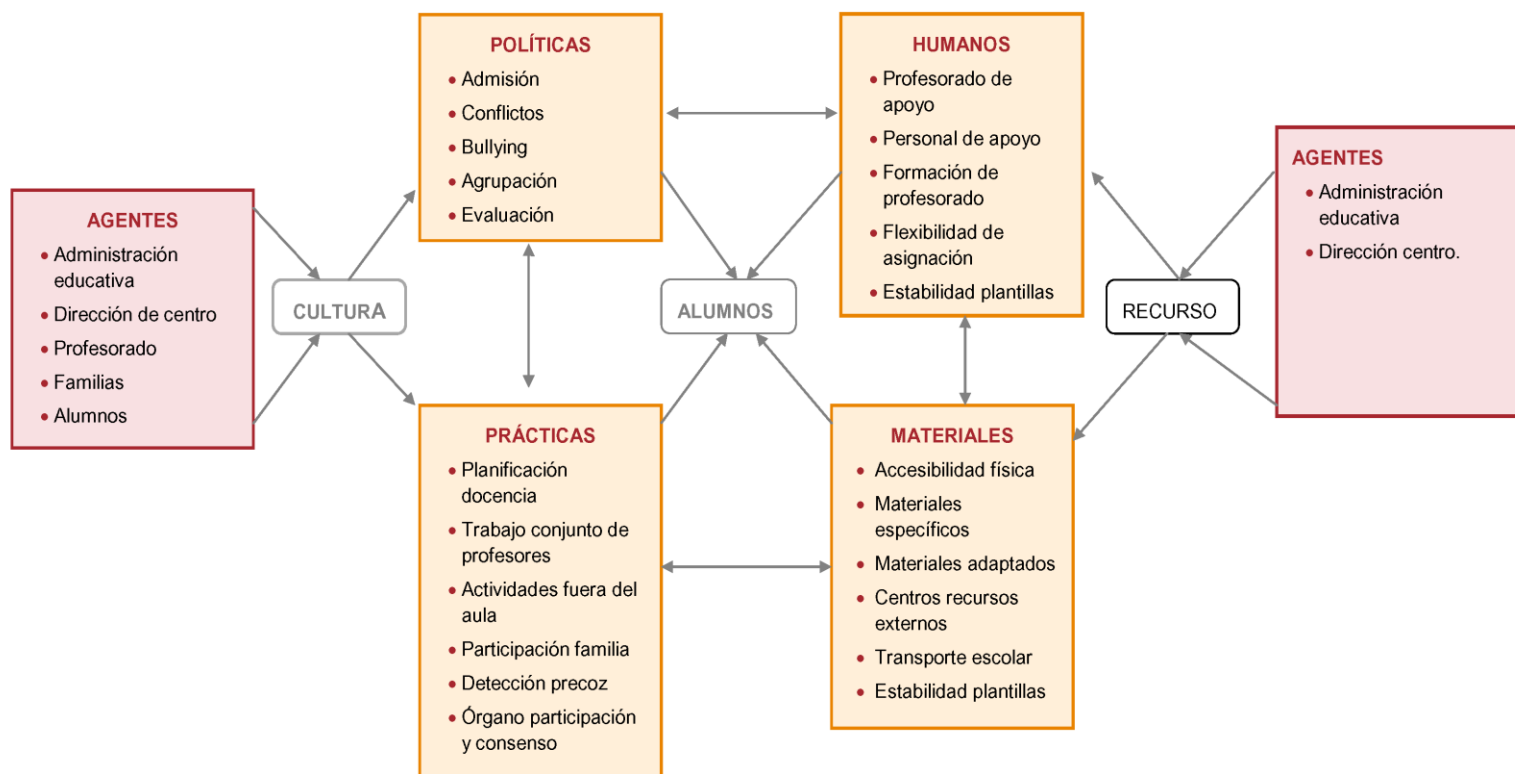 AGENTES
Administración
educativa
Dirección de centro
Profesorado
Familias
Alumnos
CULTURA
POLÍTICAS
Admisión
Conflictos
Bullying
Agrupación
Evaluación
PRÁCTICAS
Planificación
docencia
Trabajo conjunto de
profesores
Actividades fuera del
aula
Participación familia
Detección precoz
Órgano participación
y consenso
ALUMNOS
HUMANOS
Profesorado de
apoyo
Personal de apoyo
Formación de
profesorado
Flexibilidad de
asignación
Estabilidad plantillas
MATERIALES
Accesibilidad física
Materiales
específicos
Materiales adaptados
Centros recursos
externos
Transporte escolar
Estabilidad plantillas
RECURSO
AGENTES
Administración
educativa
Dirección centro.